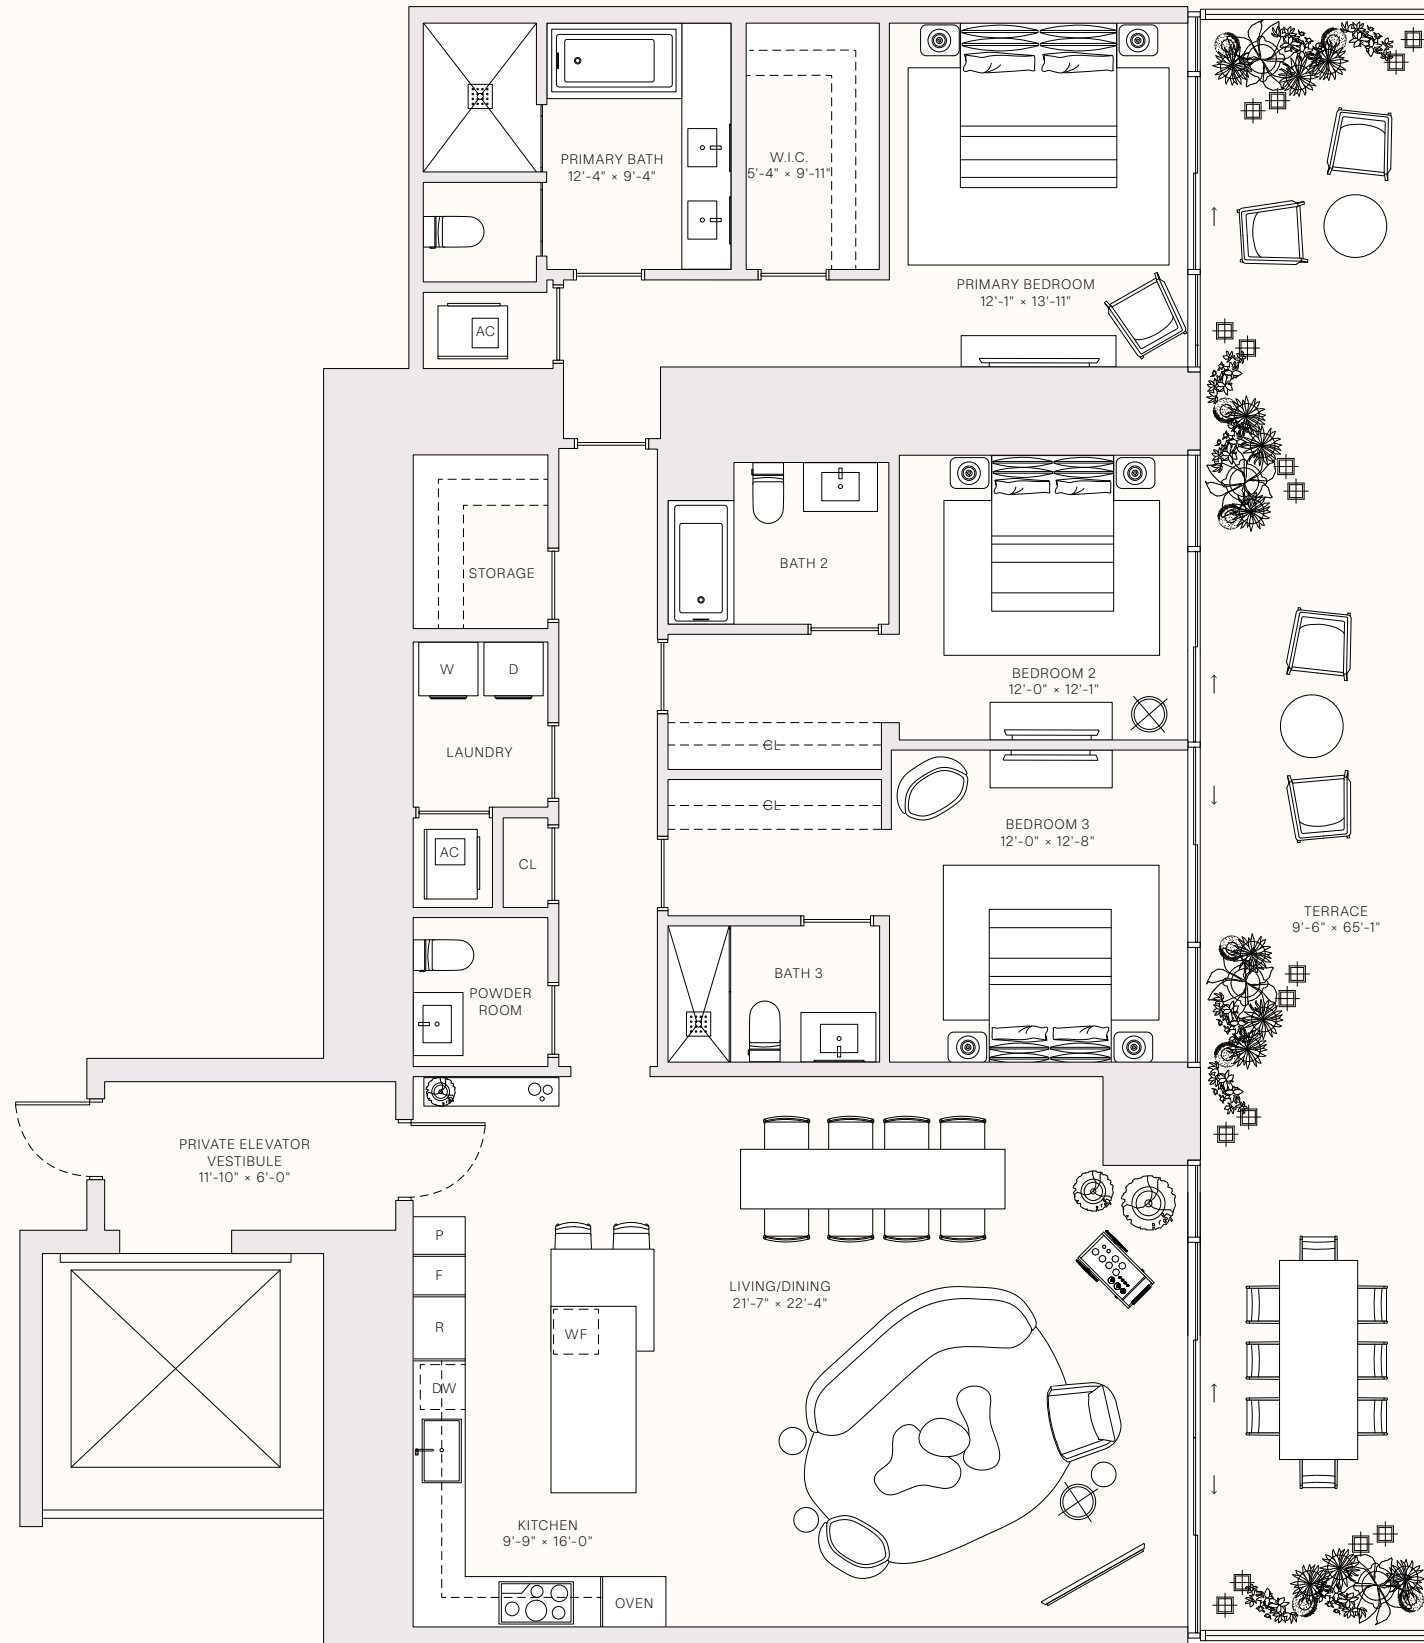 PRIMARY BATH
12'-4" × 9'-4"
W.I.C.
5'-4" × 9'-11"
PRIMARY BEDROOM
12'-1" × 13'-11"
AC
STORAGE
BATH 2
W
D
BEDROOM 2
12'-0" × 12'-1"
LAUNDRY
CL
CL
BEDROOM 3
12'-0" × 12'-8"
AC
CL
TERRACE
9'-6" × 65'-1"
POWDER
ROOM
BATH 3
PRIVATE ELEVATOR
VESTIBULE
11'-10" × 6'-0"
P
F
R
DW
WF
LIVING/DINING
21'-7" × 22'-4"
KITCHEN
9'-9" × 16'-0"
OVEN